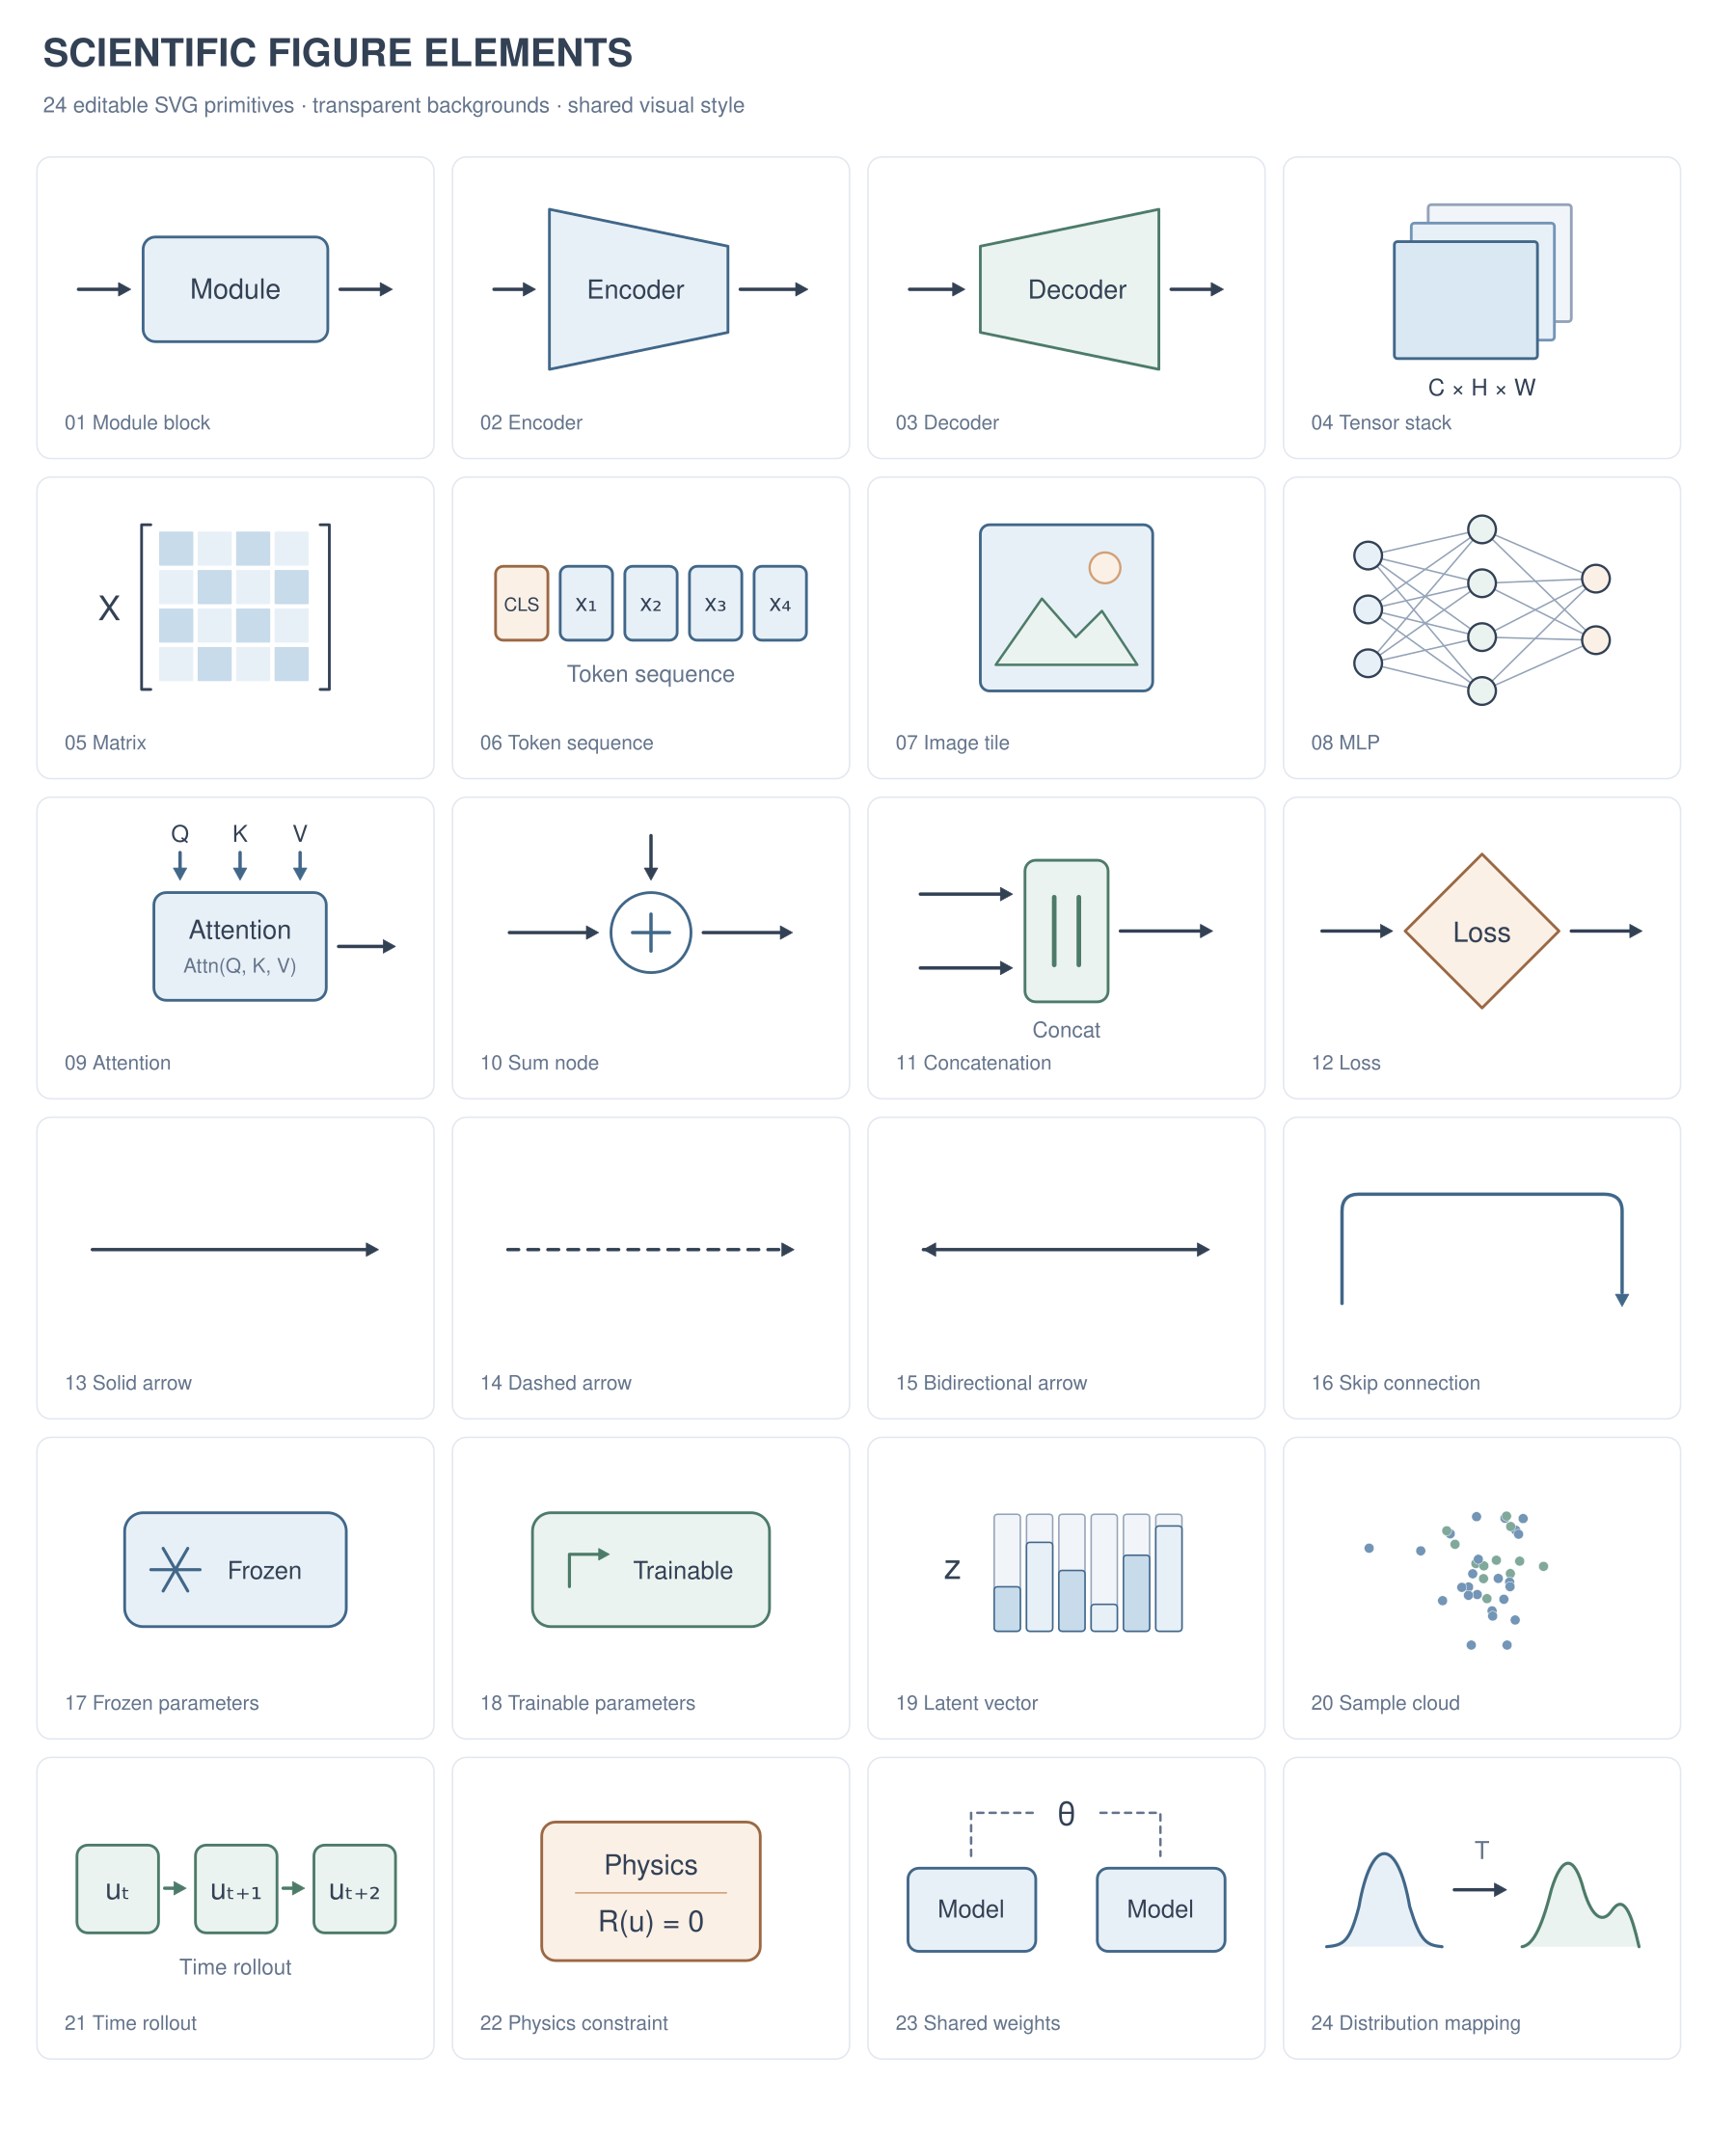 SCIENTIFIC FIGURE ELEMENTS
24 editable SVG primitives · transparent backgrounds · shared visual style
Module
01 Module block
Encoder
02 Encoder
Decoder
03 Decoder
C × H × W
04 Tensor stack
X
05 Matrix
CLS x₁ x₂ x₃ x₄
Token sequence
06 Token sequence
07 Image tile
08 MLP
Q K V
Attention
Attn(Q, K, V)
09 Attention
10 Sum node
Concat
11 Concatenation
Loss
12 Loss
13 Solid arrow
14 Dashed arrow
15 Bidirectional arrow
16 Skip connection
Frozen
17 Frozen parameters
Trainable
18 Trainable parameters
z
19 Latent vector
20 Sample cloud
uₜ uₜ₊₁ uₜ₊₂
Time rollout
21 Time rollout
Physics
R(u) = 0
22 Physics constraint
θ
Model Model
23 Shared weights
T
24 Distribution mapping